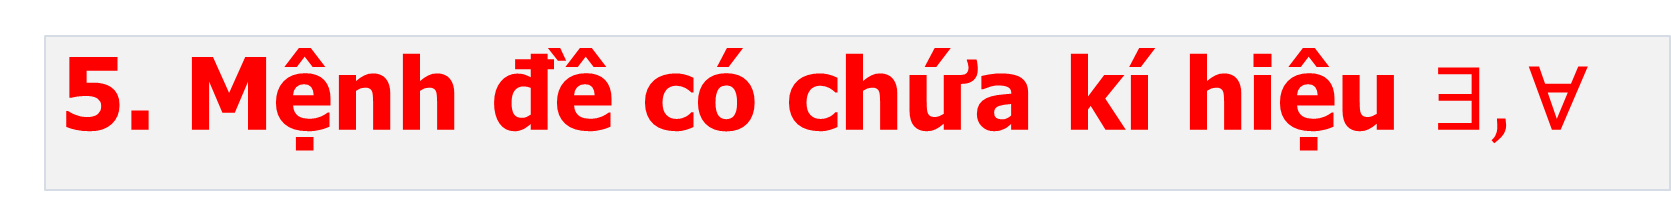 5. Mệnh đề có chứa kí hiệu ∃, ∀